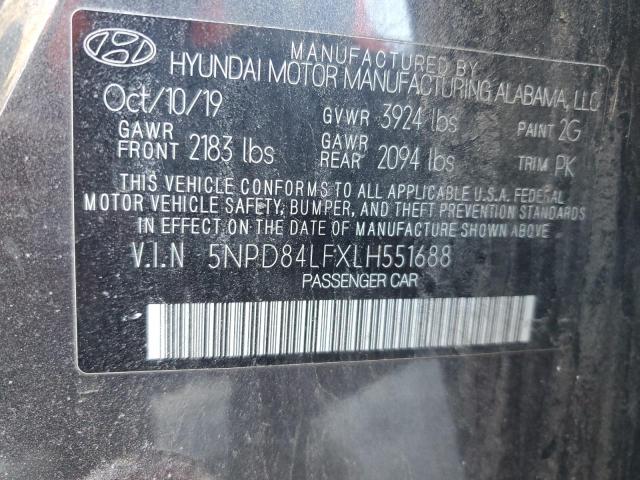 MANUFACTURED BY
HYUNDAI MOTOR MANUFACTURING ALABAMA, LLC
Oct/10/19 GVWR 3924 lbs PAINT 2G
GAWR FRONT 2183 lbs GAWR REAR 2094 lbs TRIM PK
THIS VEHICLE CONFORMS TO ALL APPLICABLE U.S.A. FEDERAL
MOTOR VEHICLE SAFETY, BUMPER, AND THEFT PREVENTION STANDARDS
IN EFFECT ON THE DATE OF MANUFACTURE SHOWN ABOVE.
V.I.N 5NPD84LFXLH551688
PASSENGER CAR